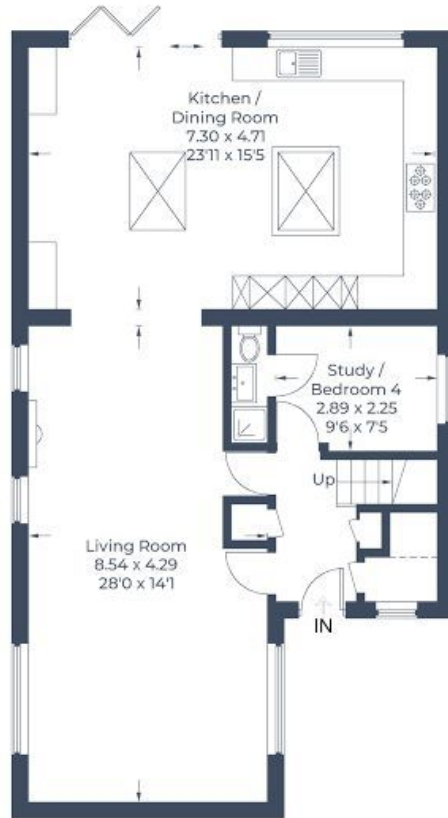 Kitchen /
Dining Room
7.30 x 4.71
23'11 x 15'5
Study /
Bedroom 4
2.89 x 2.25
9'6 x 7'5
Up
Living Room
8.54 x 4.29
28'0 x 14'1
IN